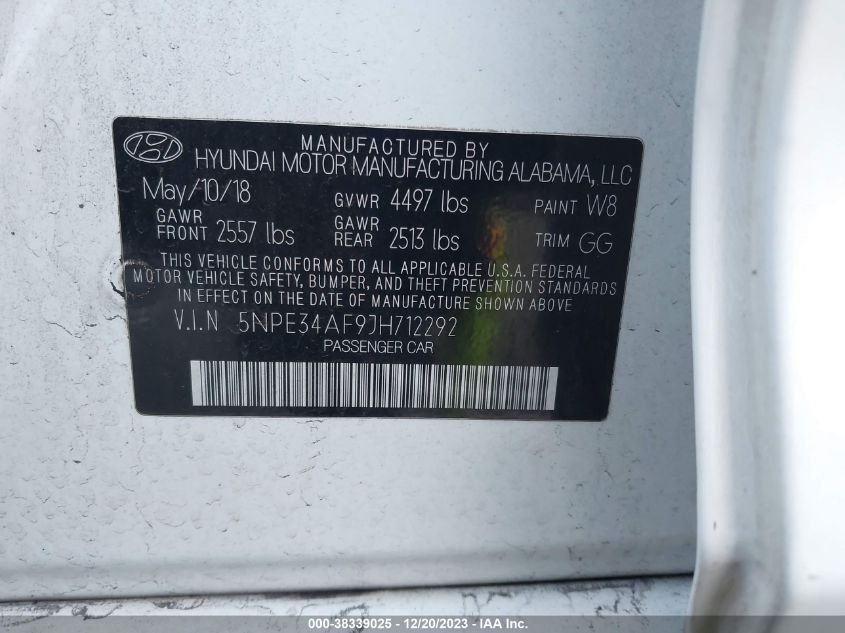 MANUFACTURED BY
HYUNDAI MOTOR MANUFACTURING ALABAMA, LLC
May/10/18 GVWR 4497 lbs PAINT W8
GAWR FRONT 2557 lbs GAWR REAR 2513 lbs TRIM GG
THIS VEHICLE CONFORMS TO ALL APPLICABLE U.S.A. FEDERAL
MOTOR VEHICLE SAFETY, BUMPER, AND THEFT PREVENTION STANDARDS
IN EFFECT ON THE DATE OF MANUFACTURE SHOWN ABOVE.
V.I.N 5NPE34AF9JH712292
PASSENGER CAR
000-38339025 - 12/20/2023 - IAAI.com